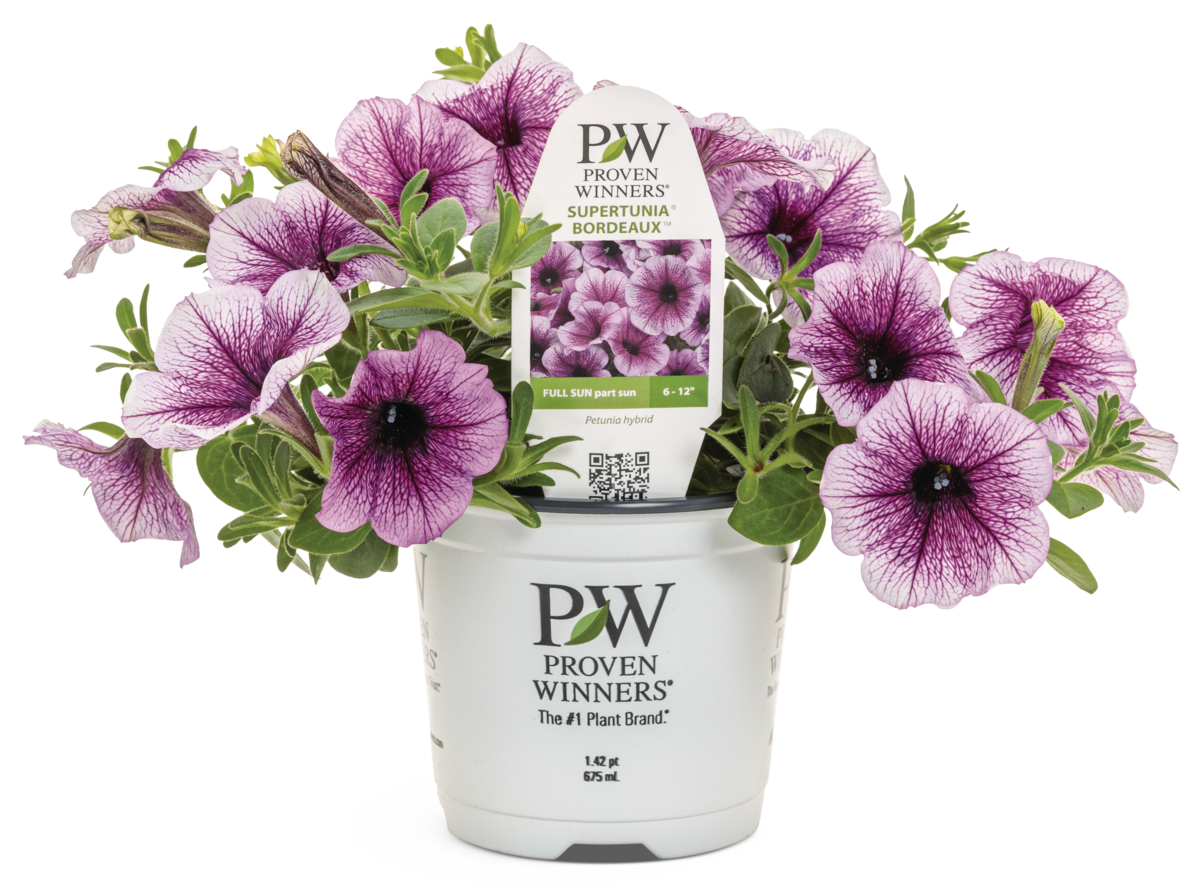 PW
PROVEN
WINNERS®
SUPERTUNIA®
BORDEAUX™
FULL SUN part sun 6 - 12"
Petunia hybrid
PW
PROVEN
WINNERS®
The #1 Plant Brand.®
1.42 pt
675 mL